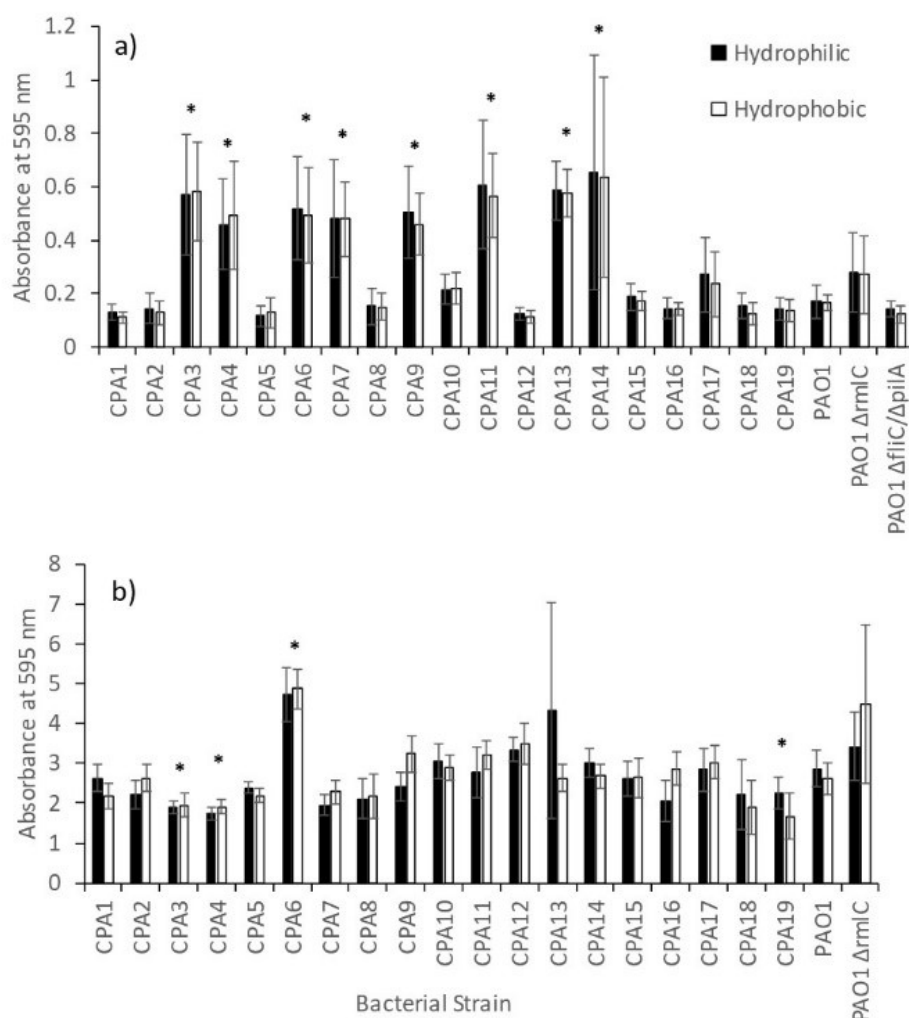 a)
Hydrophilic
Hydrophobic
Absorbance at 595 nm
1.2
1
0.8
0.6
0.4
0.2
0
* * * * * * * *
CPA1
CPA2
CPA3
CPA4
CPA5
CPA6
CPA7
CPA8
CPA9
CPA10
CPA11
CPA12
CPA13
CPA14
CPA15
CPA16
CPA17
CPA18
CPA19
PAO1
PAO1 ΔrmlC
PAO1 ΔfliC/ΔpilA
b)
Absorbance at 595 nm
8
7
6
5
4
3
2
1
0
* * * *
CPA1
CPA2
CPA3
CPA4
CPA5
CPA6
CPA7
CPA8
CPA9
CPA10
CPA11
CPA12
CPA13
CPA14
CPA15
CPA16
CPA17
CPA18
CPA19
PAO1
PAO1 ΔrmlC
Bacterial Strain